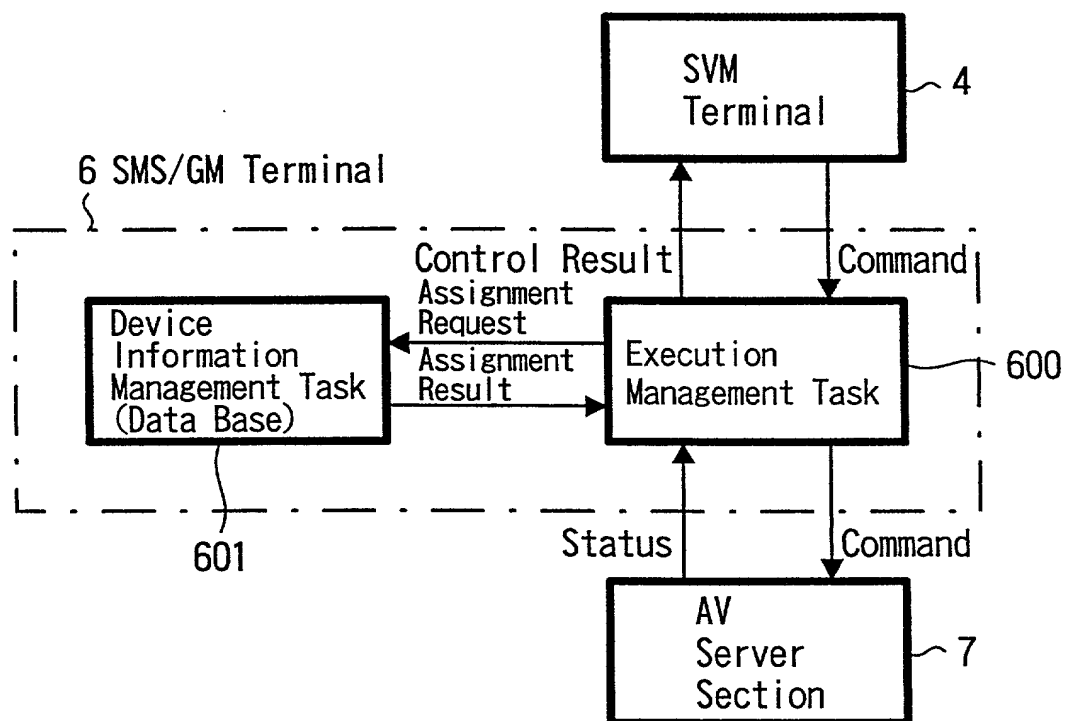 SVM
Terminal
4
6 SMS/GM Terminal
Control Result
Command
Assignment
Request
Assignment
Result
Device
Information
Management Task
(Data Base)
Execution
Management Task
600
601
Status
Command
AV
Server
Section
7